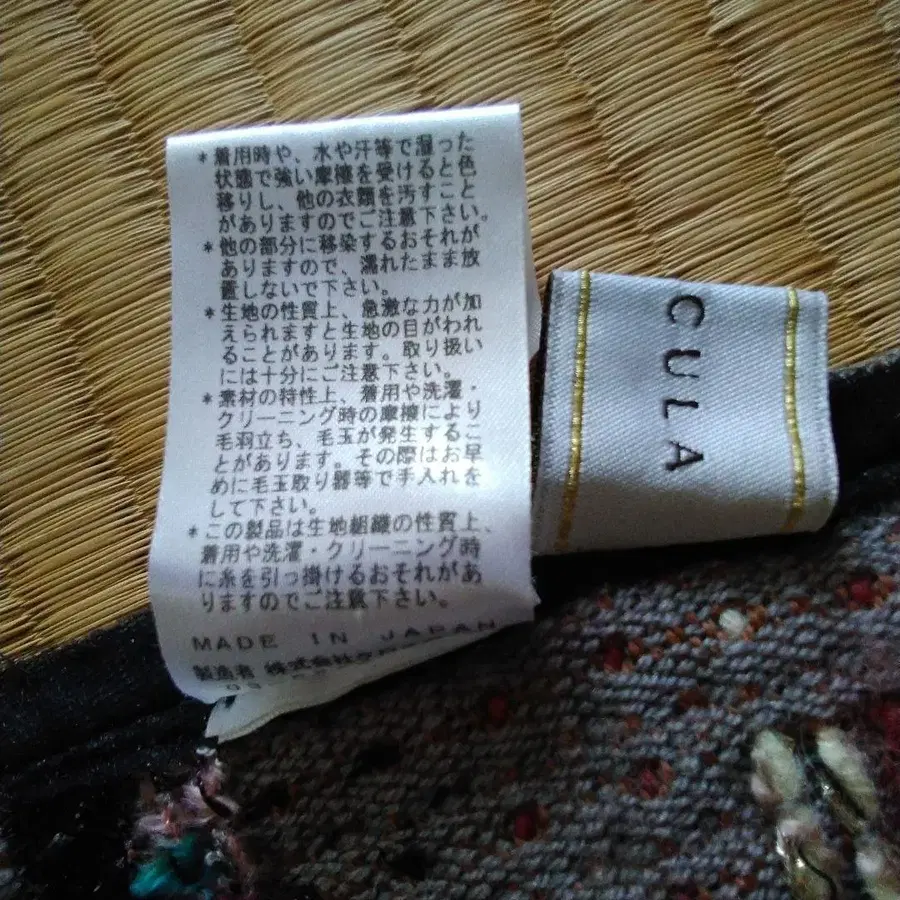 *着用時や、水や汗等で湿った
状態で強い摩擦を受けると色
移りし、他の衣類を汚すこと
がありますのでご注意下さい。
*他の部分に移染するおそれが
ありますので、濡れたまま放
置しないで下さい。
*生地の性質上、急激な力が加
えられますと生地の目がわれ
ることがあります。取り扱い
には十分にご注意下さい。
*素材の特性上、着用や洗濯・
クリーニング時の摩擦により
毛羽立ち、毛玉が発生するこ
とがあります。その際はお早
めに毛玉取り器等で手入れを
して下さい。
*この製品は生地組織の性質上、
着用や洗濯・クリーニング時
に糸を引っ掛けるおそれがあ
りますのでご注意下さい。
MADE IN JAPAN
製造者 株式会社
CULA